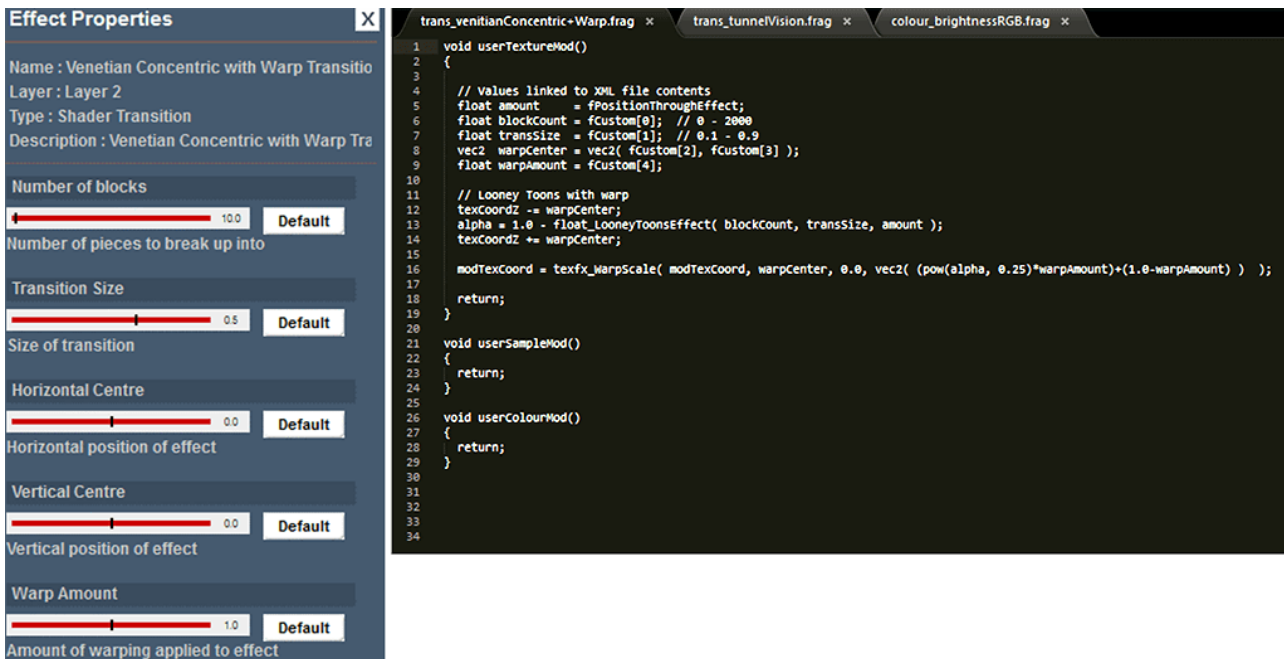 Effect Properties
X
Name : Venetian Concentric with Warp Transitio
Layer : Layer 2
Type : Shader Transition
Description : Venetian Concentric with Warp Tra
Number of blocks
10.0 Default
Number of pieces to break up into
Transition Size
0.5 Default
Size of transition
Horizontal Centre
0.0 Default
Horizontal position of effect
Vertical Centre
0.0 Default
Vertical position of effect
Warp Amount
1.0 Default
Amount of warping applied to effect
trans_venitianConcentric+Warp.frag × trans_tunnelVision.frag × colour_brightnessRGB.frag ×
1 void userTextureMod()
2 {
3
4 // Values linked to XML file contents
5 float amount = fPositionThroughEffect;
6 float blockCount = fCustom[0]; // 0 - 2000
7 float transSize = fCustom[1]; // 0.1 - 0.9
8 vec2 warpCenter = vec2( fCustom[2], fCustom[3] );
9 float warpAmount = fCustom[4];
10
11 // Looney Toons with warp
12 texCoordZ -= warpCenter;
13 alpha = 1.0 - float_LooneyToonsEffect( blockCount, transSize, amount );
14 texCoordZ += warpCenter;
15
16 modTexCoord = texfx_WarpScale( modTexCoord, warpCenter, 0.0, vec2( (pow(alpha, 0.25)*warpAmount)+(1.0-warpAmount) ) );
17
18 return;
19 }
20
21 void userSampleMod()
22 {
23 return;
24 }
25
26 void userColourMod()
27 {
28 return;
29 }
30
31
32
33
34